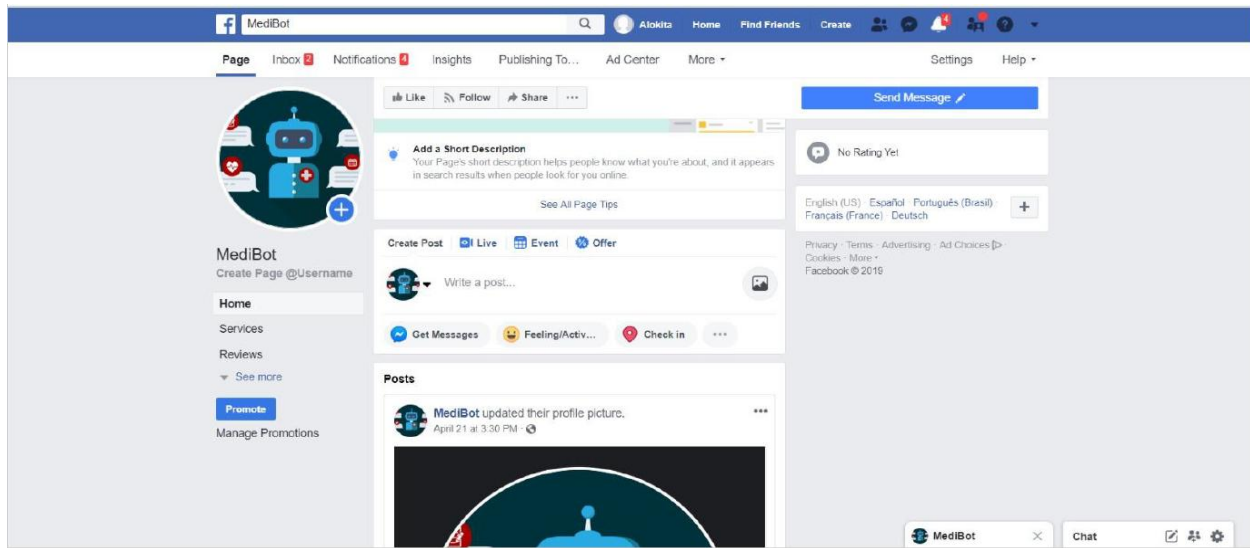 MediBot
Alokita Home Find Friends Create 4 ?
Page Inbox 2 Notifications 4 Insights Publishing To... Ad Center More Settings Help
Like Follow Share ...
Send Message
Add a Short Description
Your Page's short description helps people know what you're about, and it appears
in search results when people look for you online.
See All Page Tips
No Rating Yet
English (US) · Español · Português (Brasil) ·
Français (France) · Deutsch
+
Privacy · Terms · Advertising · Ad Choices ·
Cookies · More
Facebook © 2019
MediBot
Create Page @Username
Home
Services
Reviews
See more
Promote
Manage Promotions
Create Post Live Event Offer
Write a post...
Get Messages Feeling/Activ... Check in ...
Posts
MediBot updated their profile picture.
April 21 at 3:30 PM ·
MediBot
Chat